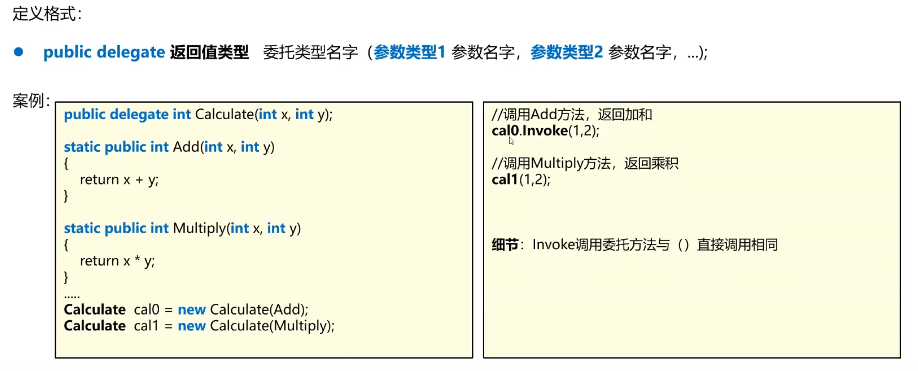 定义格式：
● public delegate 返回值类型 委托类型名字（参数类型1 参数名字，参数类型2 参数名字，...);
案例：
public delegate int Calculate(int x, int y);
static public int Add(int x, int y)
{
return x + y;
}
static public int Multiply(int x, int y)
{
return x * y;
}
.....
Calculate cal0 = new Calculate(Add);
Calculate cal1 = new Calculate(Multiply);
//调用Add方法，返回加和
cal0.Invoke(1,2);
//调用Multiply方法，返回乘积
cal1(1,2);
细节：Invoke调用委托方法与（）直接调用相同